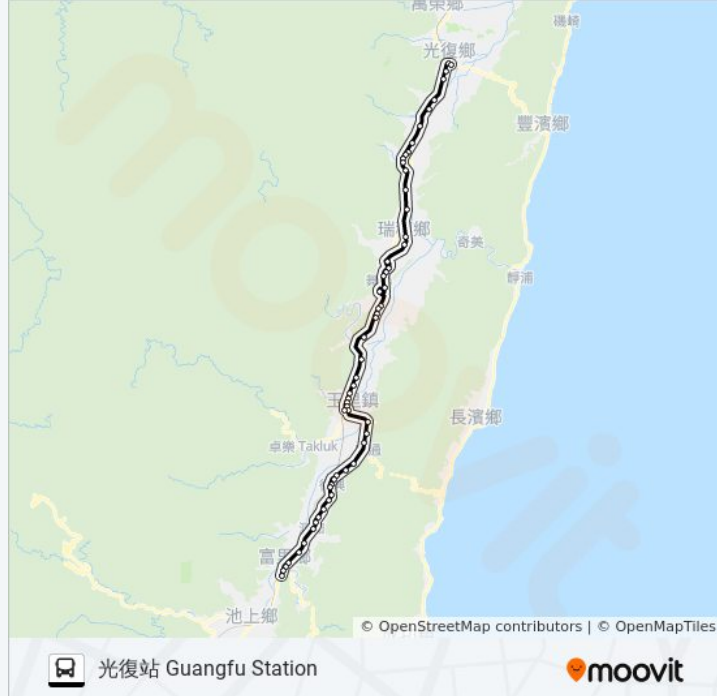 萬榮鄉
磯崎
光復鄉
豐濱鄉
瑞穗鄉
奇美
靜浦
玉里鎮
長濱鄉
卓樂 Takluk
富里鄉
池上鄉
© OpenStreetMap contributors | © OpenMapTiles
光復站 Guangfu Station
moovit